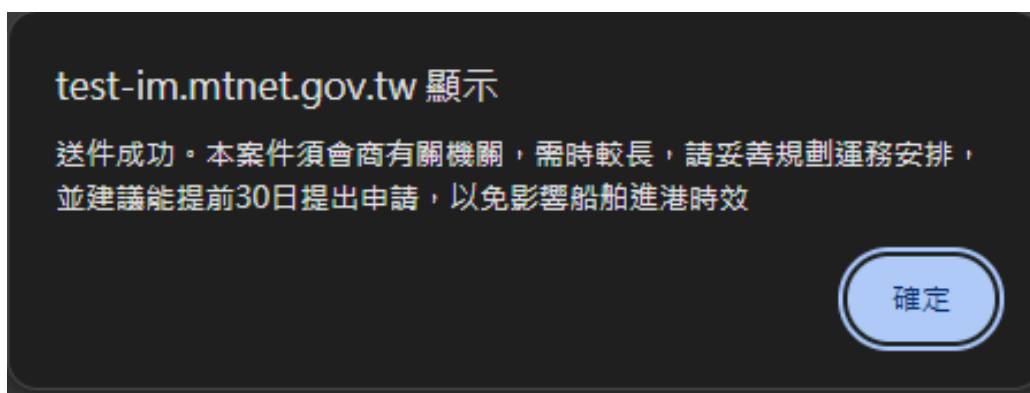 test-im.mtnet.gov.tw 顯示
送件成功。本案件須會商有關機關，需時較長，請妥善規劃運務安排，
並建議能提前30日提出申請，以免影響船舶進港時效
確定